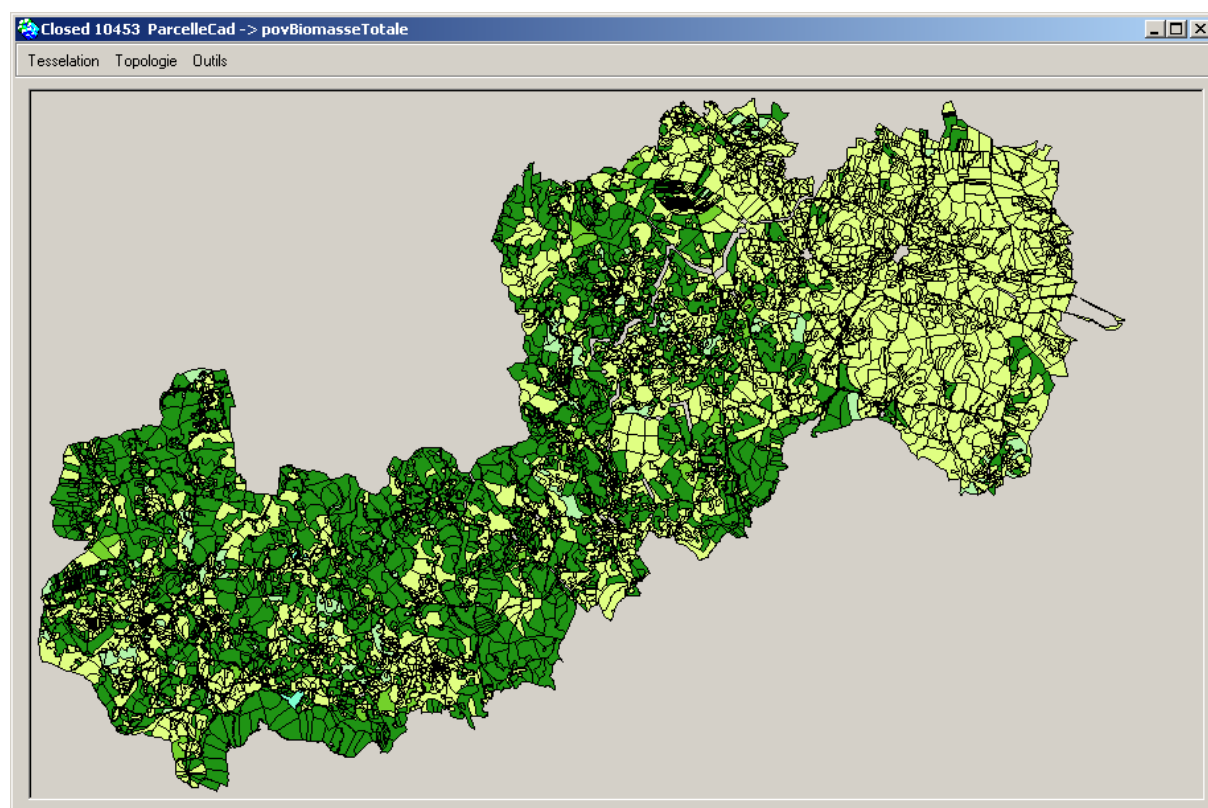 Closed 10453 ParcelleCad -> povBiomasseTotale
Tesselation Topologie Outils